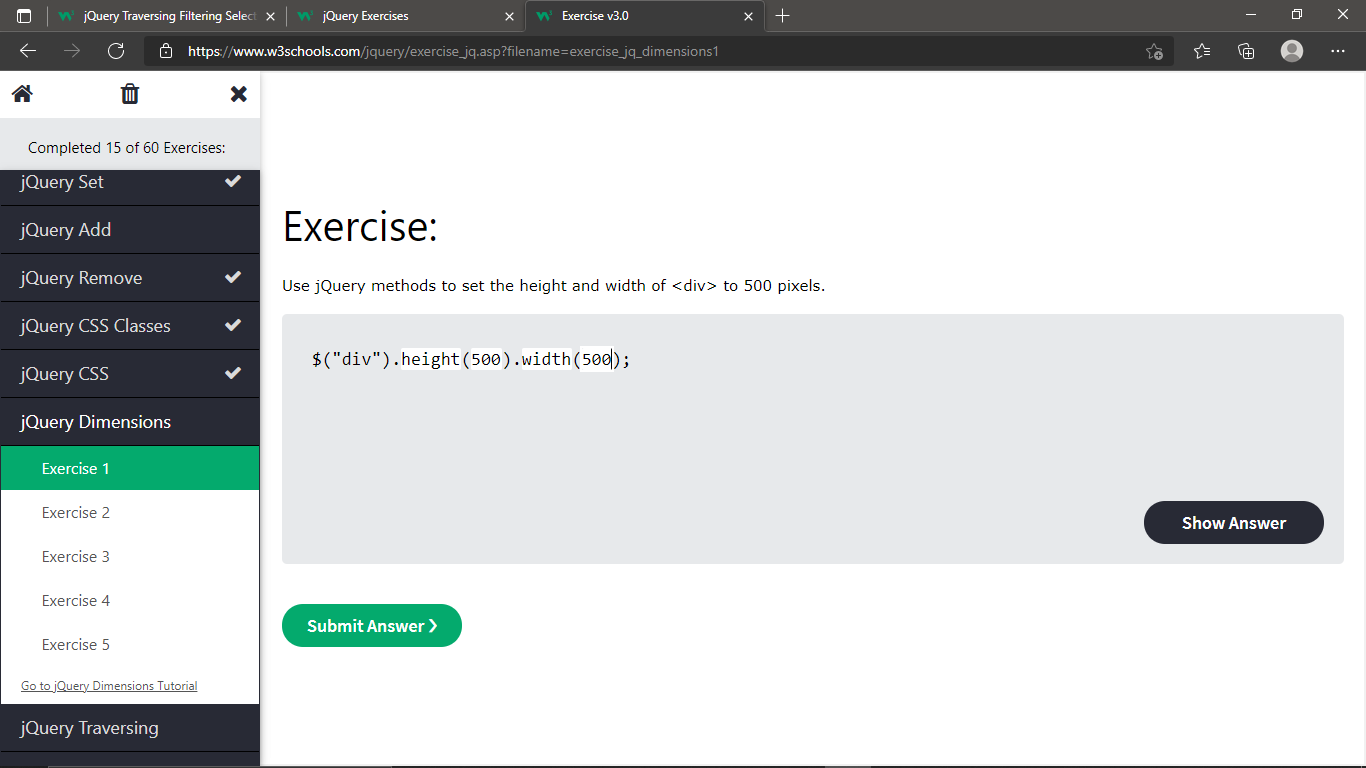 jQuery Traversing Filtering Select
jQuery Exercises
Exercise v3.0
https://www.w3schools.com/jquery/exercise_jq.asp?filename=exercise_jq_dimensions1
Completed 15 of 60 Exercises:
jQuery Set
jQuery Add
jQuery Remove
jQuery CSS Classes
jQuery CSS
jQuery Dimensions
Exercise 1
Exercise 2
Exercise 3
Exercise 4
Exercise 5
Go to jQuery Dimensions Tutorial
jQuery Traversing
Exercise:
Use jQuery methods to set the height and width of <div> to 500 pixels.
$("div").height(500).width(500);
Show Answer
Submit Answer ❯